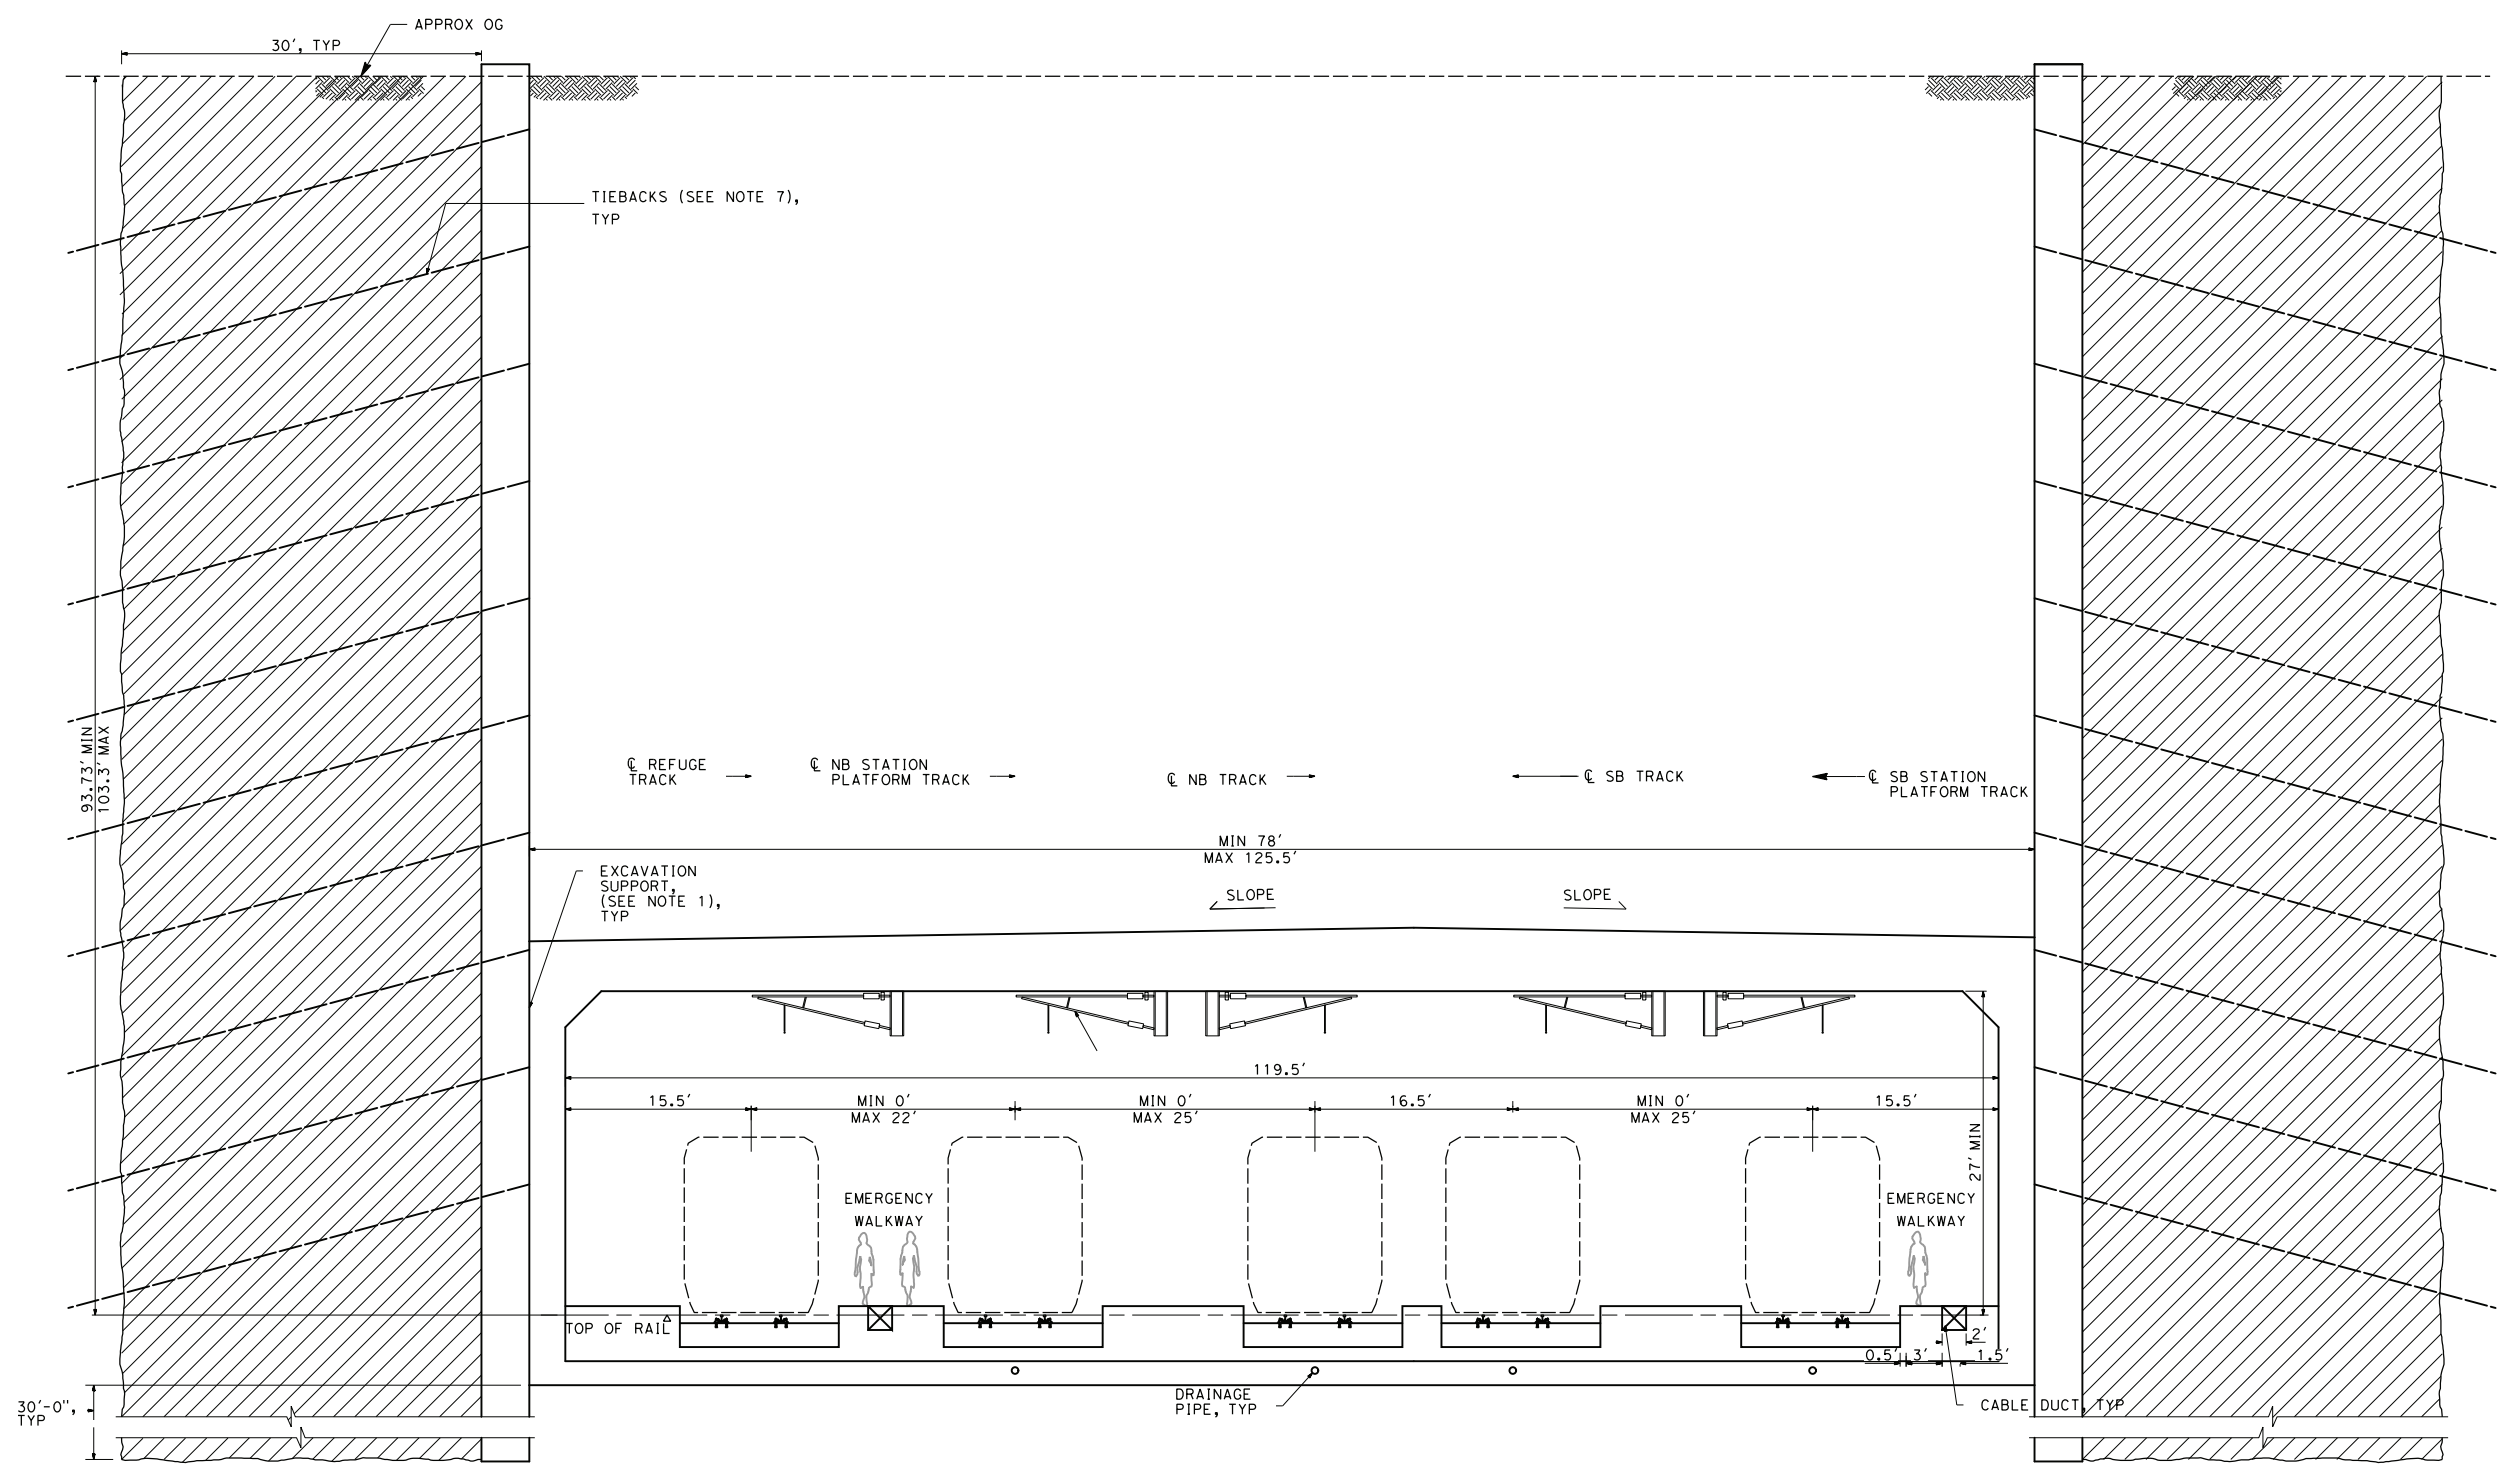 APPROX OG
30', TYP
TIEBACKS (SEE NOTE 7),
TYP
93.73' MIN
103.3' MAX
℄ REFUGE
TRACK
℄ NB STATION
PLATFORM TRACK
℄ NB TRACK
℄ SB TRACK
℄ SB STATION
PLATFORM TRACK
MIN 78'
MAX 125.5'
EXCAVATION
SUPPORT,
(SEE NOTE 1),
TYP
SLOPE
SLOPE
119.5'
15.5'
MIN 0'
MAX 22'
MIN 0'
MAX 25'
16.5'
MIN 0'
MAX 25'
15.5'
27' MIN
EMERGENCY
WALKWAY
EMERGENCY
WALKWAY
TOP OF RAIL
2'
0.5'
3'
1.5'
DRAINAGE
PIPE, TYP
CABLE DUCT, TYP
30'-0",
TYP